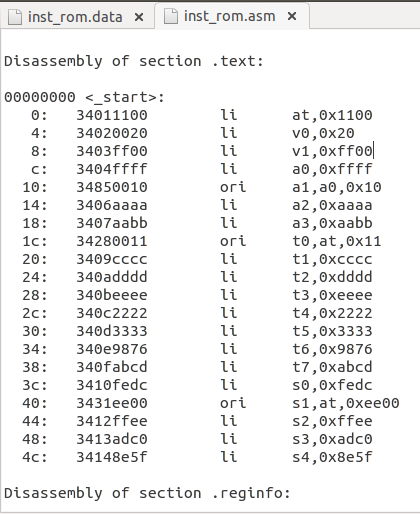 inst_rom.data × inst_rom.asm ×
Disassembly of section .text:
00000000 <_start>:
0: 34011100 li at,0x1100
4: 34020020 li v0,0x20
8: 3403ff00 li v1,0xff00
c: 3404ffff li a0,0xffff
10: 34850010 ori a1,a0,0x10
14: 3406aaaa li a2,0xaaaa
18: 3407aabb li a3,0xaabb
1c: 34280011 ori t0,at,0x11
20: 3409cccc li t1,0xcccc
24: 340adddd li t2,0xdddd
28: 340beeee li t3,0xeeee
2c: 340c2222 li t4,0x2222
30: 340d3333 li t5,0x3333
34: 340e9876 li t6,0x9876
38: 340fabcd li t7,0xabcd
3c: 3410fedc li s0,0xfedc
40: 3431ee00 ori s1,at,0xee00
44: 3412ffee li s2,0xffee
48: 3413adc0 li s3,0xadc0
4c: 34148e5f li s4,0x8e5f
Disassembly of section .reginfo: